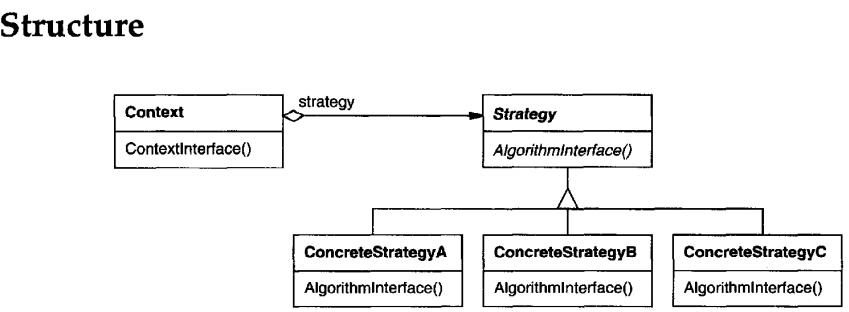 Structure
strategy
Context
Strategy
ContextInterface()
AlgorithmInterface()
ConcreteStrategyA
ConcreteStrategyB
ConcreteStrategyC
AlgorithmInterface()
AlgorithmInterface()
AlgorithmInterface()